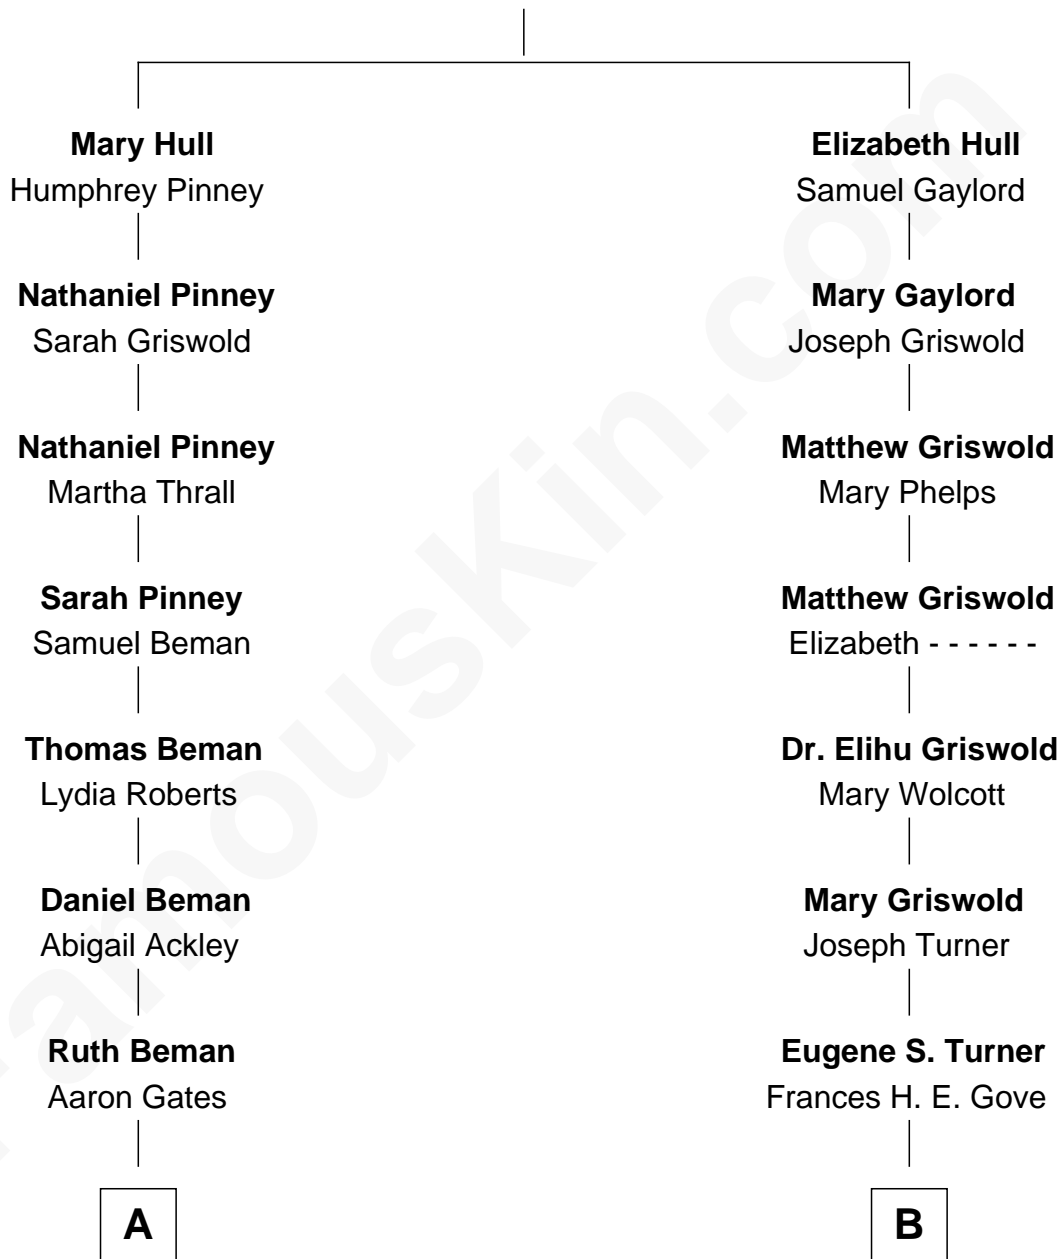 Mary Hull
Humphrey Pinney
Elizabeth Hull
Samuel Gaylord
Nathaniel Pinney
Sarah Griswold
Mary Gaylord
Joseph Griswold
Nathaniel Pinney
Martha Thrall
Matthew Griswold
Mary Phelps
Sarah Pinney
Samuel Beman
Matthew Griswold
Elizabeth - - - - - -
Thomas Beman
Lydia Roberts
Dr. Elihu Griswold
Mary Wolcott
Daniel Beman
Abigail Ackley
Mary Griswold
Joseph Turner
Ruth Beman
Aaron Gates
Eugene S. Turner
Frances H. E. Gove
A
B
FamousKin.com